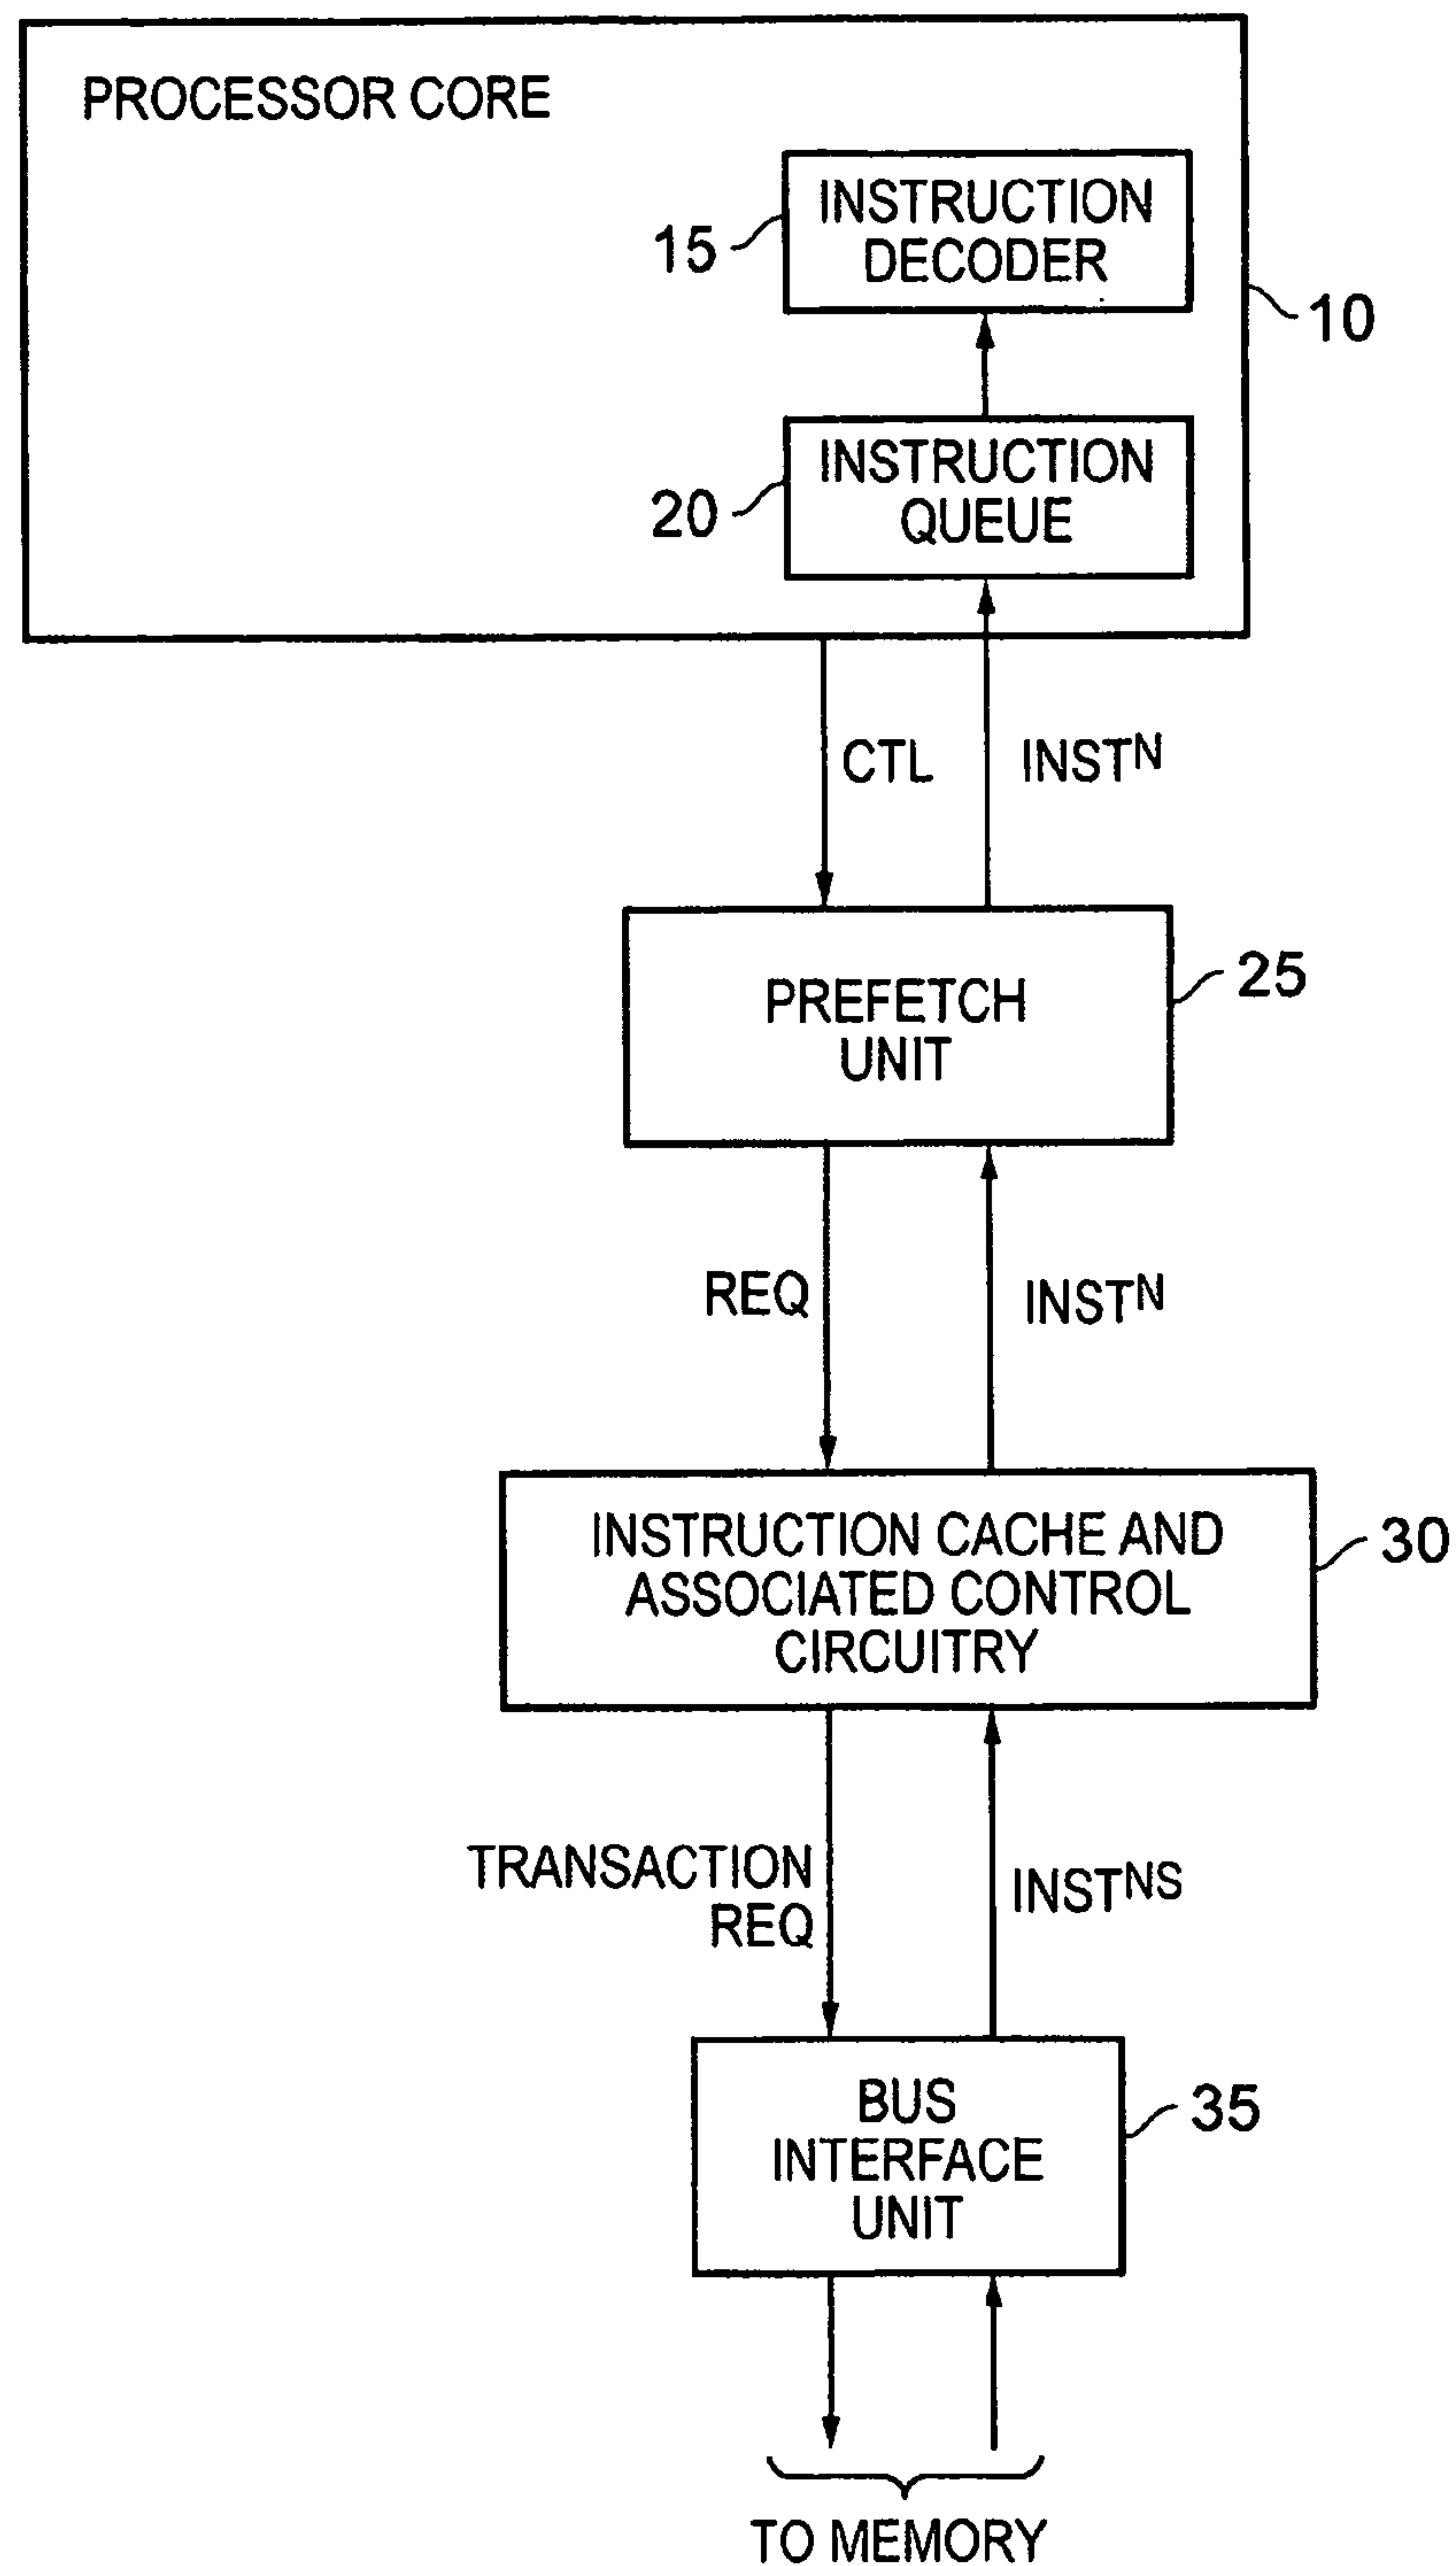 PROCESSOR CORE
INSTRUCTION
DECODER
15
10
INSTRUCTION
QUEUE
20
CTL
INSTᴺ
PREFETCH
UNIT
25
REQ
INSTᴺ
INSTRUCTION CACHE AND
ASSOCIATED CONTROL
CIRCUITRY
30
TRANSACTION
REQ
INSTᴺˢ
BUS
INTERFACE
UNIT
35
TO MEMORY